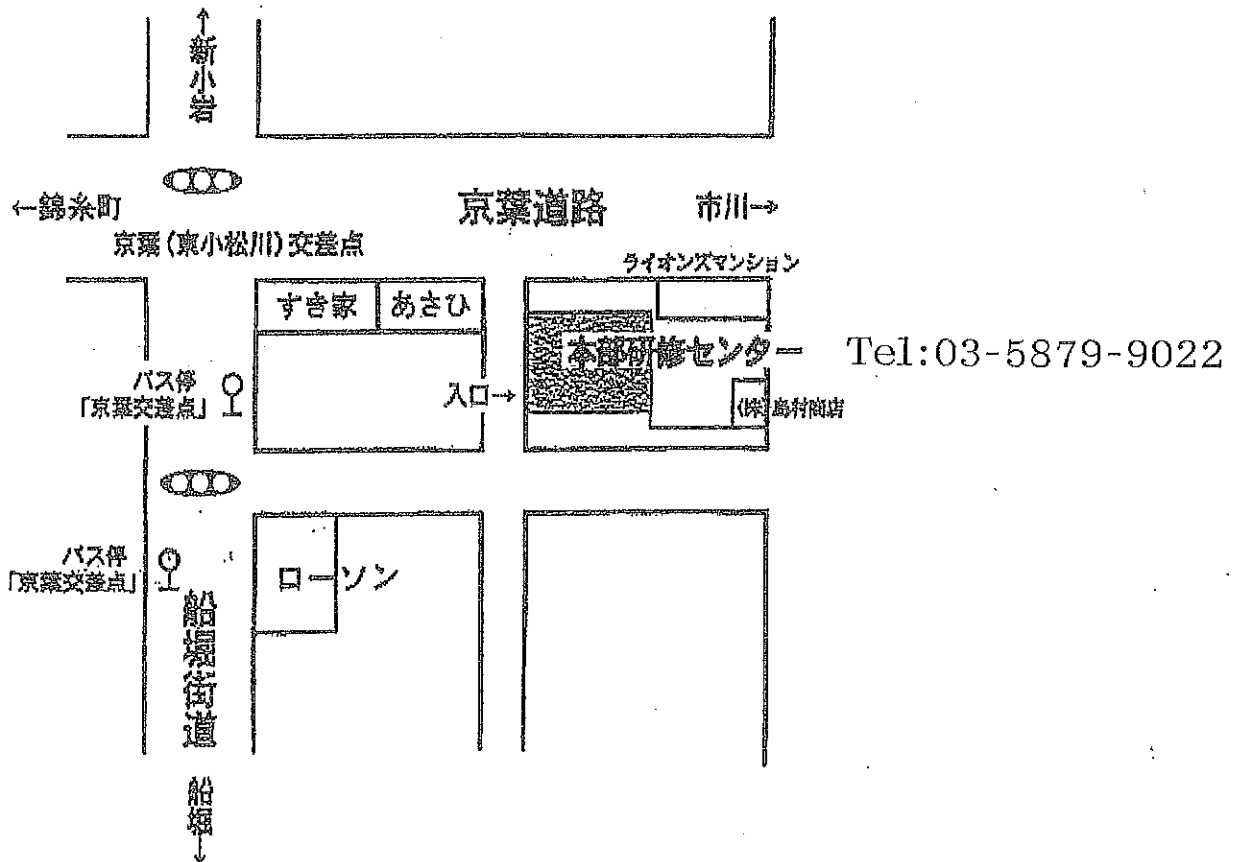 ↑新小岩
←錦糸町
京葉道路
市川→
京葉(東小松川)交差点
ライオンズマンション
すき家
あさひ
本部研修センター
Tel:03-5879-9022
バス停
「京葉交差点」
入口→
(株)島村商店
バス停
「京葉交差点」
ローソン
船堀街道
船堀↓